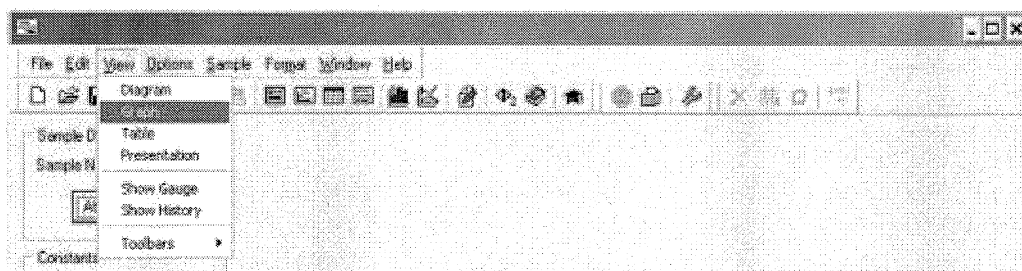 File Edit View Options Sample Format Window Help
Diagram
Graph
Sample D
Table
Sample N
Presentation
Show Gauge
Show History
Toolbars
Constants